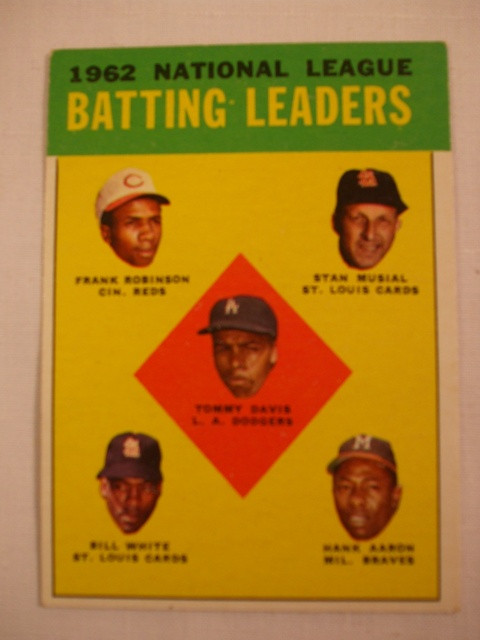 1962 NATIONAL LEAGUE
BATTING LEADERS
C
FRANK ROBINSON
CIN. REDS
STAN MUSIAL
ST. LOUIS CARDS
LA
TOMMY DAVIS
L. A. DODGERS
BILL WHITE
ST. LOUIS CARDS
M
HANK AARON
MIL. BRAVES